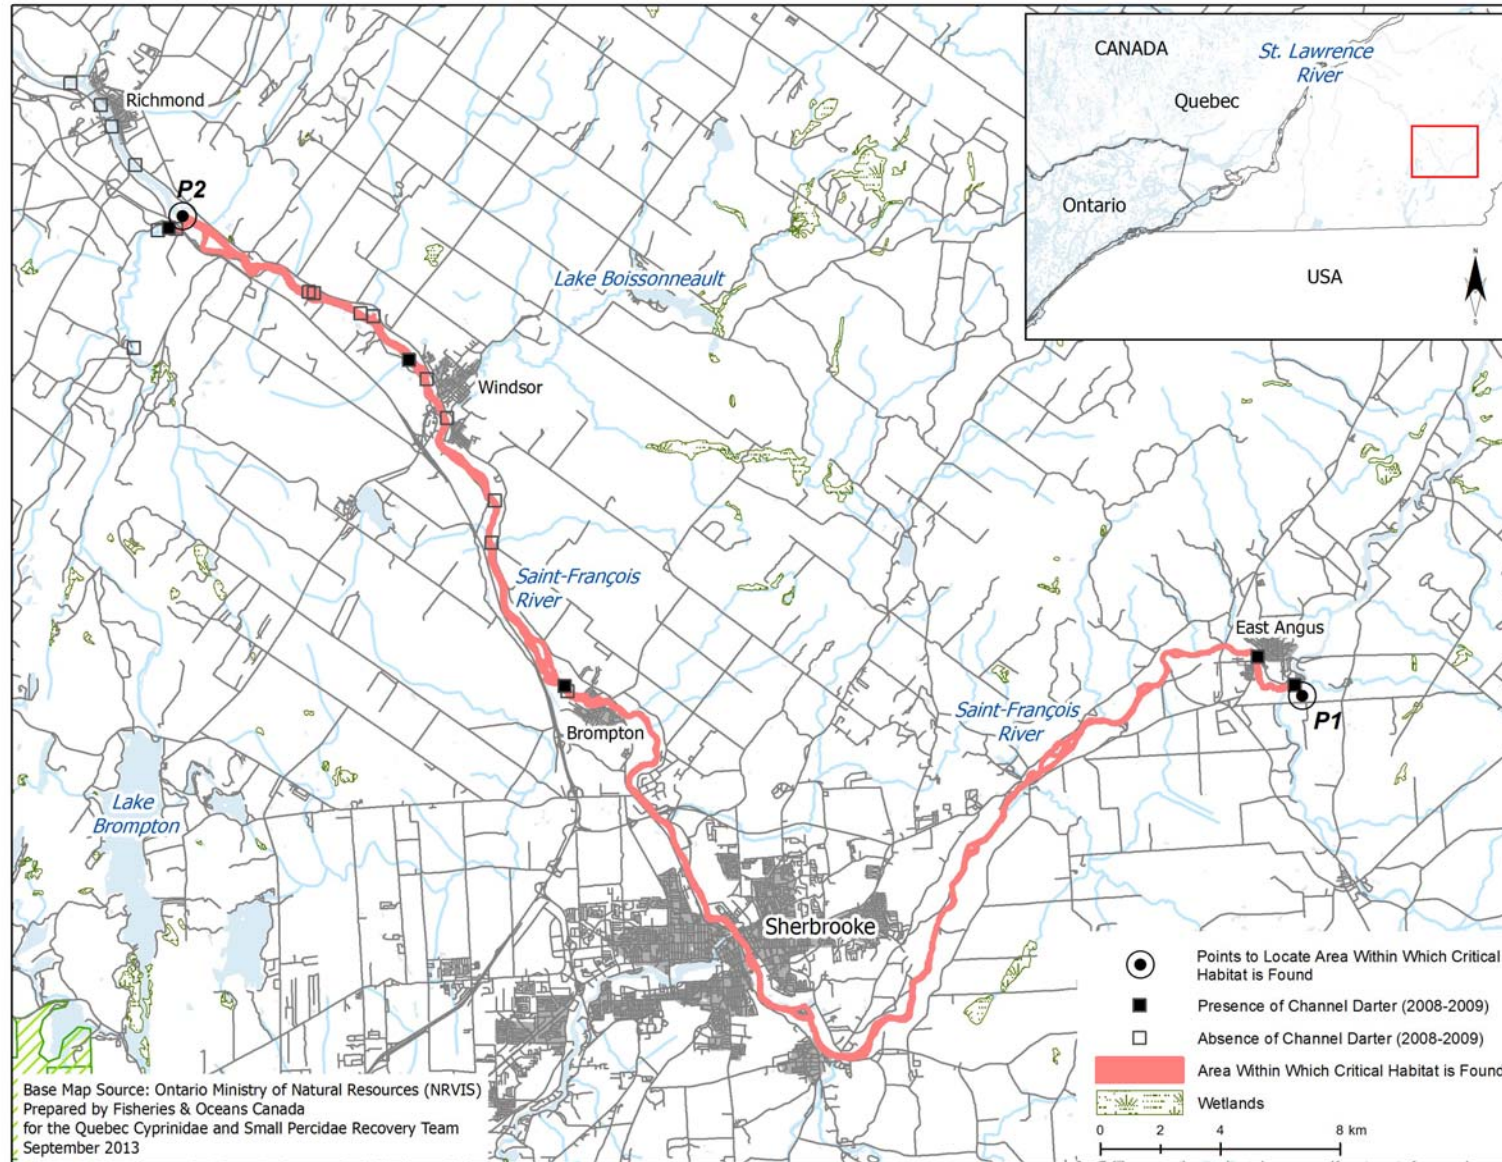 CANADA
St. Lawrence
River
Quebec
Ontario
USA
N
S
Richmond
P2
Lake Boissonneault
Windsor
Saint-François
River
East Angus
Saint-François
River
P1
Brompton
Lake
Brompton
Sherbrooke
Points to Locate Area Within Which Critical
Habitat is Found
Presence of Channel Darter (2008-2009)
Absence of Channel Darter (2008-2009)
Area Within Which Critical Habitat is Found
Wetlands
0 2 4 8 km
Base Map Source: Ontario Ministry of Natural Resources (NRVIS)
Prepared by Fisheries & Oceans Canada
for the Quebec Cyprinidae and Small Percidae Recovery Team
September 2013